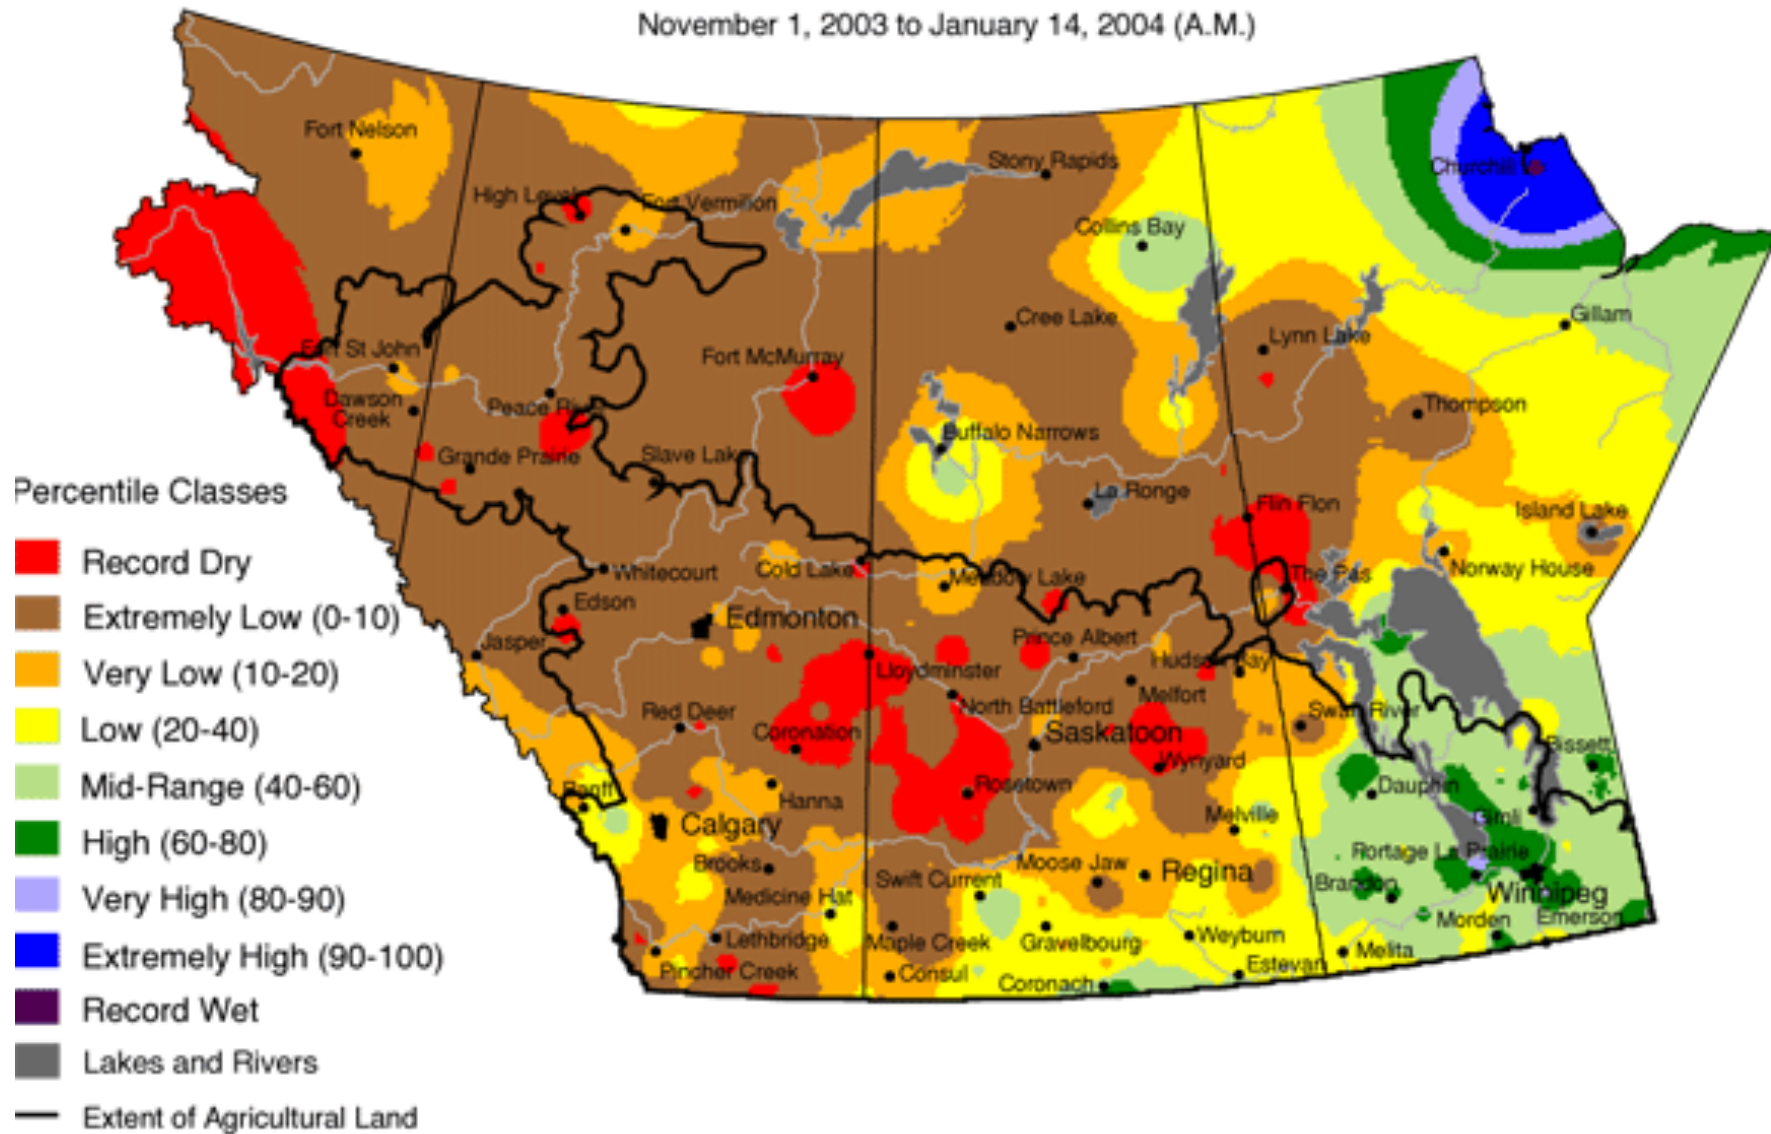 November 1, 2003 to January 14, 2004 (A.M.)
Fort Nelson
Stony Rapids
Churchill
High Level
Fort Vermilion
Collins Bay
Gillam
Cree Lake
Lynn Lake
Fort St John
Fort McMurray
Dawson
Creek
Peace River
Thompson
Buffalo Narrows
Grande Prairie
Slave Lake
La Ronge
Flin Flon
Island Lake
Whitecourt
Cold Lake
Meadow Lake
The Pas
Norway House
Edson
Edmonton
Jasper
Prince Albert
Lloydminster
Hudson Bay
Melfort
Red Deer
North Battleford
Swan River
Coronation
Saskatoon
Bissett
Wynyard
Rosetown
Dauphin
Banff
Hanna
Gimli
Calgary
Melville
Brooks
Moose Jaw
Regina
Portage La Prairie
Swift Current
Brandon
Winnipeg
Medicine Hat
Morden
Emerson
Lethbridge
Maple Creek
Gravelbourg
Weyburn
Melita
Pincher Creek
Consul
Coronach
Estevan
Percentile Classes
Record Dry
Extremely Low (0-10)
Very Low (10-20)
Low (20-40)
Mid-Range (40-60)
High (60-80)
Very High (80-90)
Extremely High (90-100)
Record Wet
Lakes and Rivers
Extent of Agricultural Land